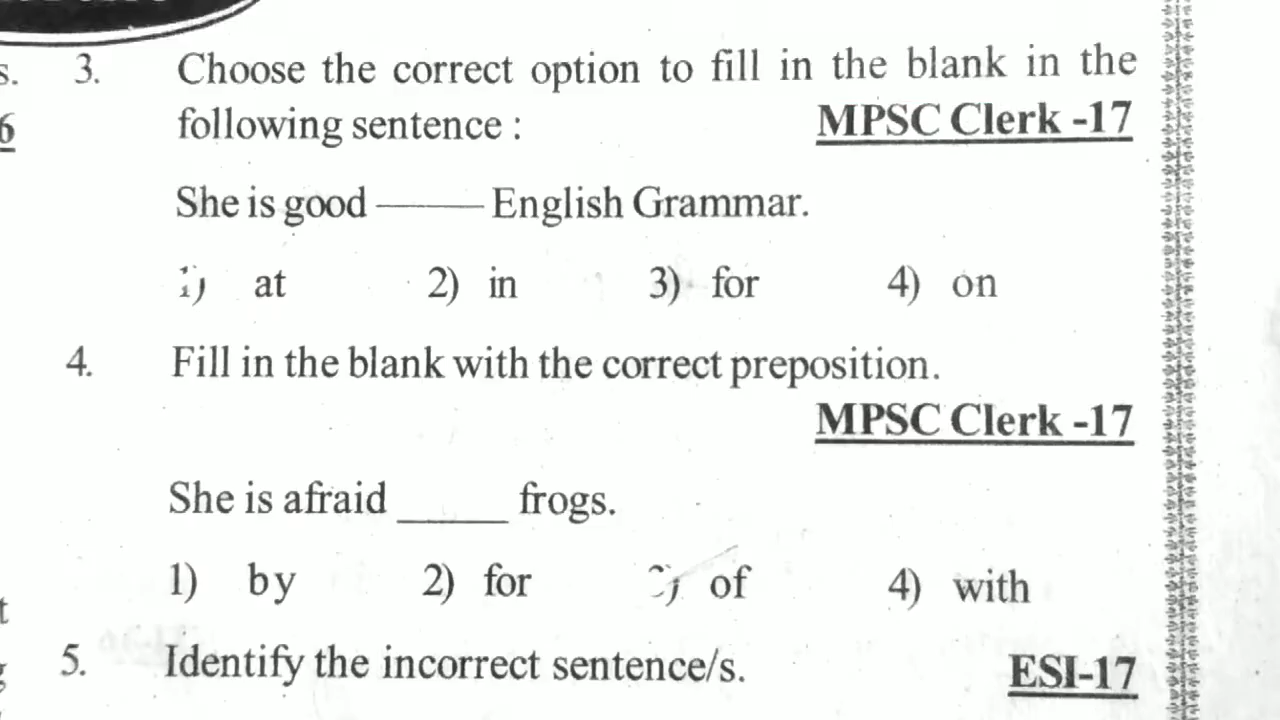 s. 3. Choose the correct option to fill in the blank in the
6 following sentence : MPSC Clerk -17
She is good —— English Grammar.
1) at 2) in 3) for 4) on
4. Fill in the blank with the correct preposition.
MPSC Clerk -17
She is afraid _____ frogs.
1) by 2) for 3) of 4) with
t
5. Identify the incorrect sentence/s. ESI-17